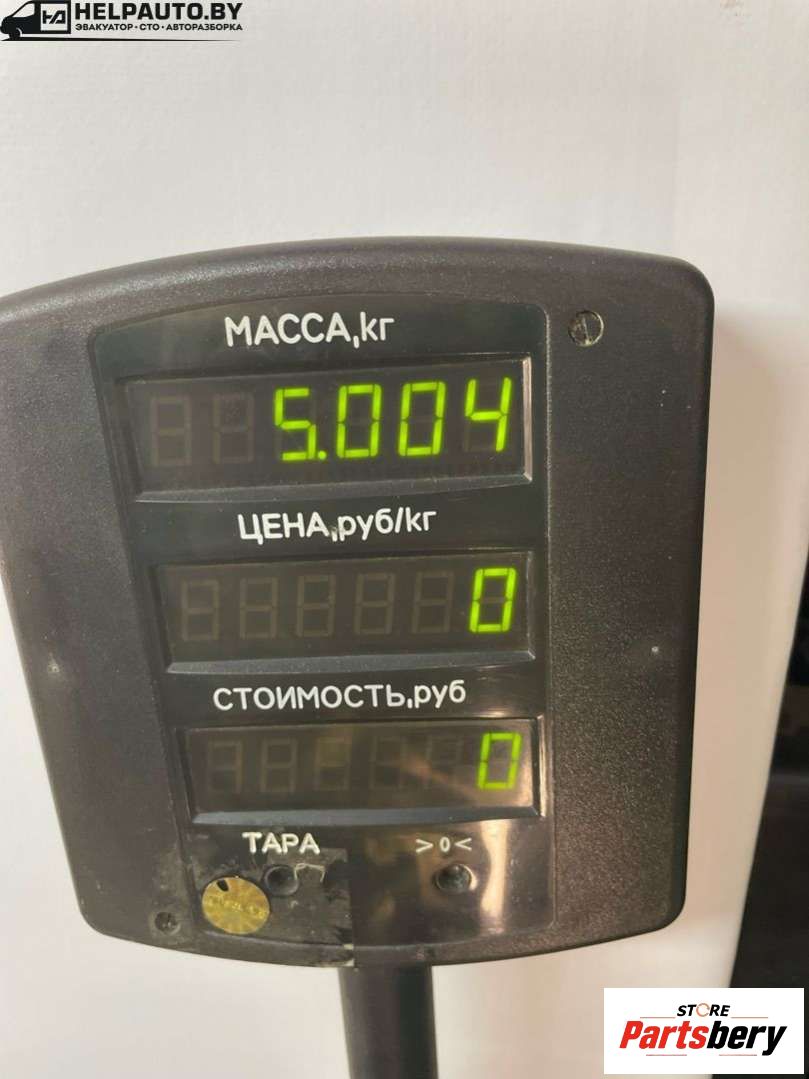 HELPAUTO.BY
ЭВАКУАТОР • СТО • АВТОРАЗБОРКА
МАССА,кг
5.004
ЦЕНА,руб/кг
0
СТОИМОСТЬ,руб
0
ТАРА >0<
STORE
Partsbery